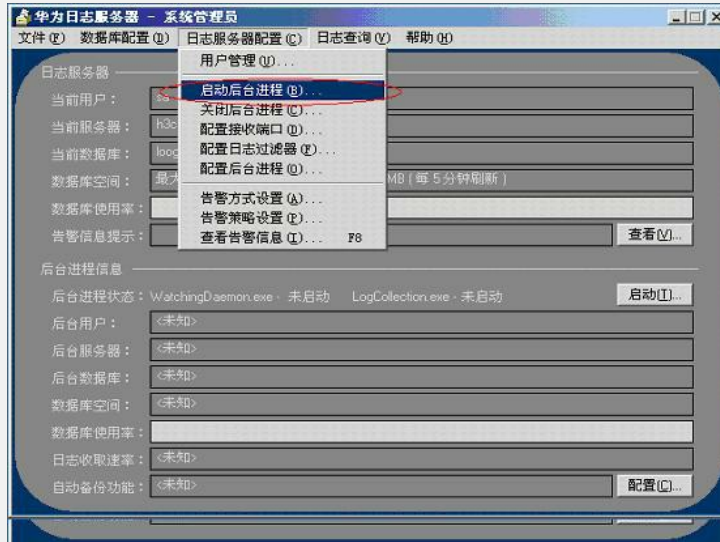 华为日志服务器 - 系统管理员
文件(F) 数据库配置(D) 日志服务器配置(C) 日志查询(V) 帮助(H)
用户管理(U)...
启动后台进程(B)...
关闭后台进程(C)...
配置接收端口(D)...
配置日志过滤器(F)...
配置后台进程(O)...
告警方式设置(A)...
告警策略设置(P)...
查看告警信息(I)... F8
日志服务器
当前用户： sa
当前服务器： h3c
当前数据库： loog
数据库空间： 最大 MB(每5分钟刷新)
数据库使用率：
告警信息提示： 查看(V)...
后台进程信息
后台进程状态：WatchingDaemon.exe - 未启动 LogCollection.exe - 未启动 启动(T)...
后台用户： <未知>
后台服务器： <未知>
后台数据库： <未知>
数据库空间： <未知>
数据库使用率：
日志收取速率： <未知>
自动备份功能： <未知> 配置(C)...